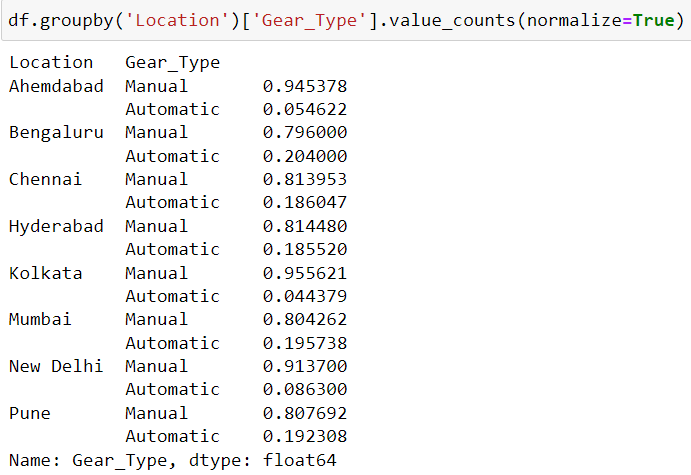 df.groupby('Location')['Gear_Type'].value_counts(normalize=True)
Location   Gear_Type
Ahemdabad  Manual       0.945378
           Automatic    0.054622
Bengaluru  Manual       0.796000
           Automatic    0.204000
Chennai    Manual       0.813953
           Automatic    0.186047
Hyderabad  Manual       0.814480
           Automatic    0.185520
Kolkata    Manual       0.955621
           Automatic    0.044379
Mumbai     Manual       0.804262
           Automatic    0.195738
New Delhi  Manual       0.913700
           Automatic    0.086300
Pune       Manual       0.807692
           Automatic    0.192308
Name: Gear_Type, dtype: float64